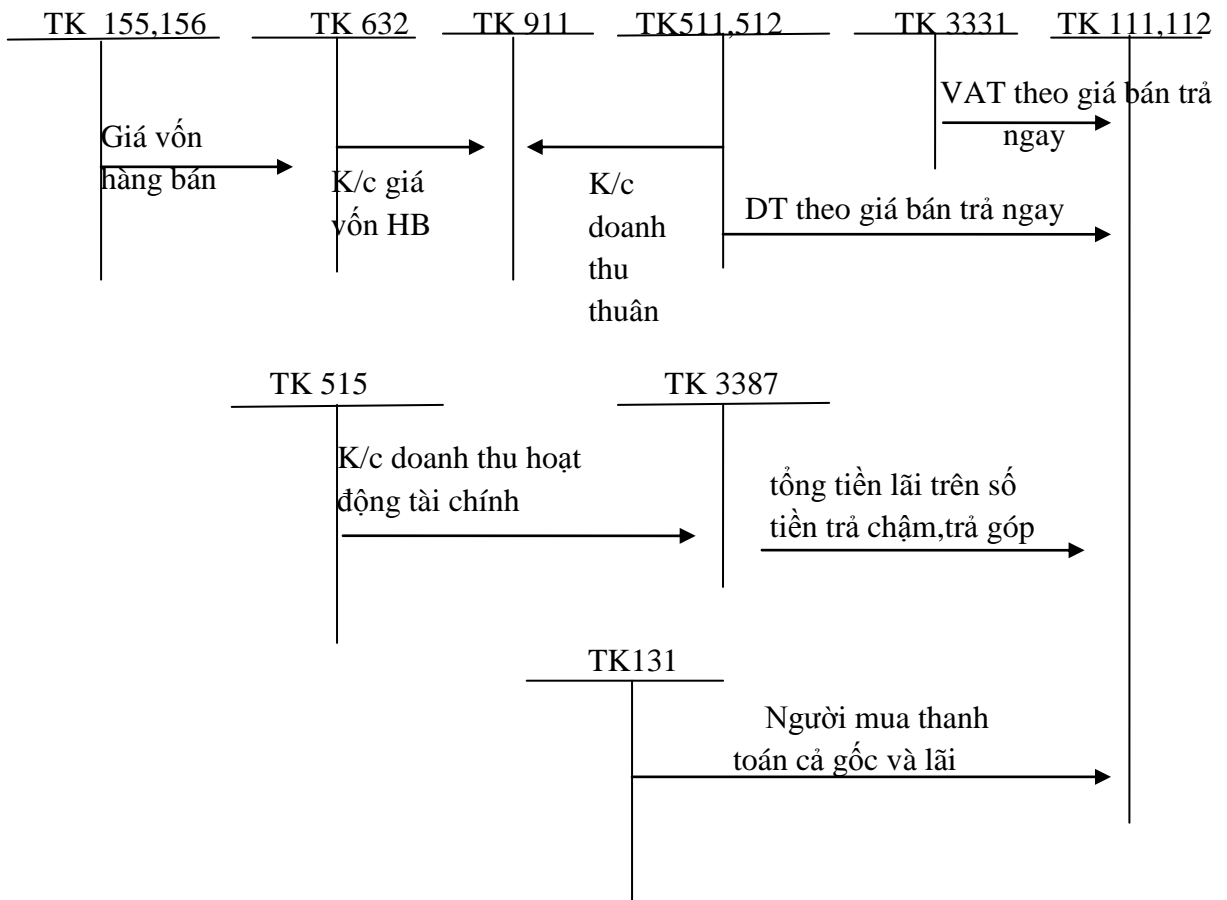 TK 155,156 TK 632 TK 911 TK511,512 TK 3331 TK 111,112
VAT theo giá bán trả
ngay
Giá vốn
hàng bán
K/c giá
vốn HB
K/c
doanh
thu
thuân
DT theo giá bán trả ngay
TK 515 TK 3387
K/c doanh thu hoạt
động tài chính
tổng tiền lãi trên số
tiền trả chậm,trả góp
TK131
Người mua thanh
toán cả gốc và lãi